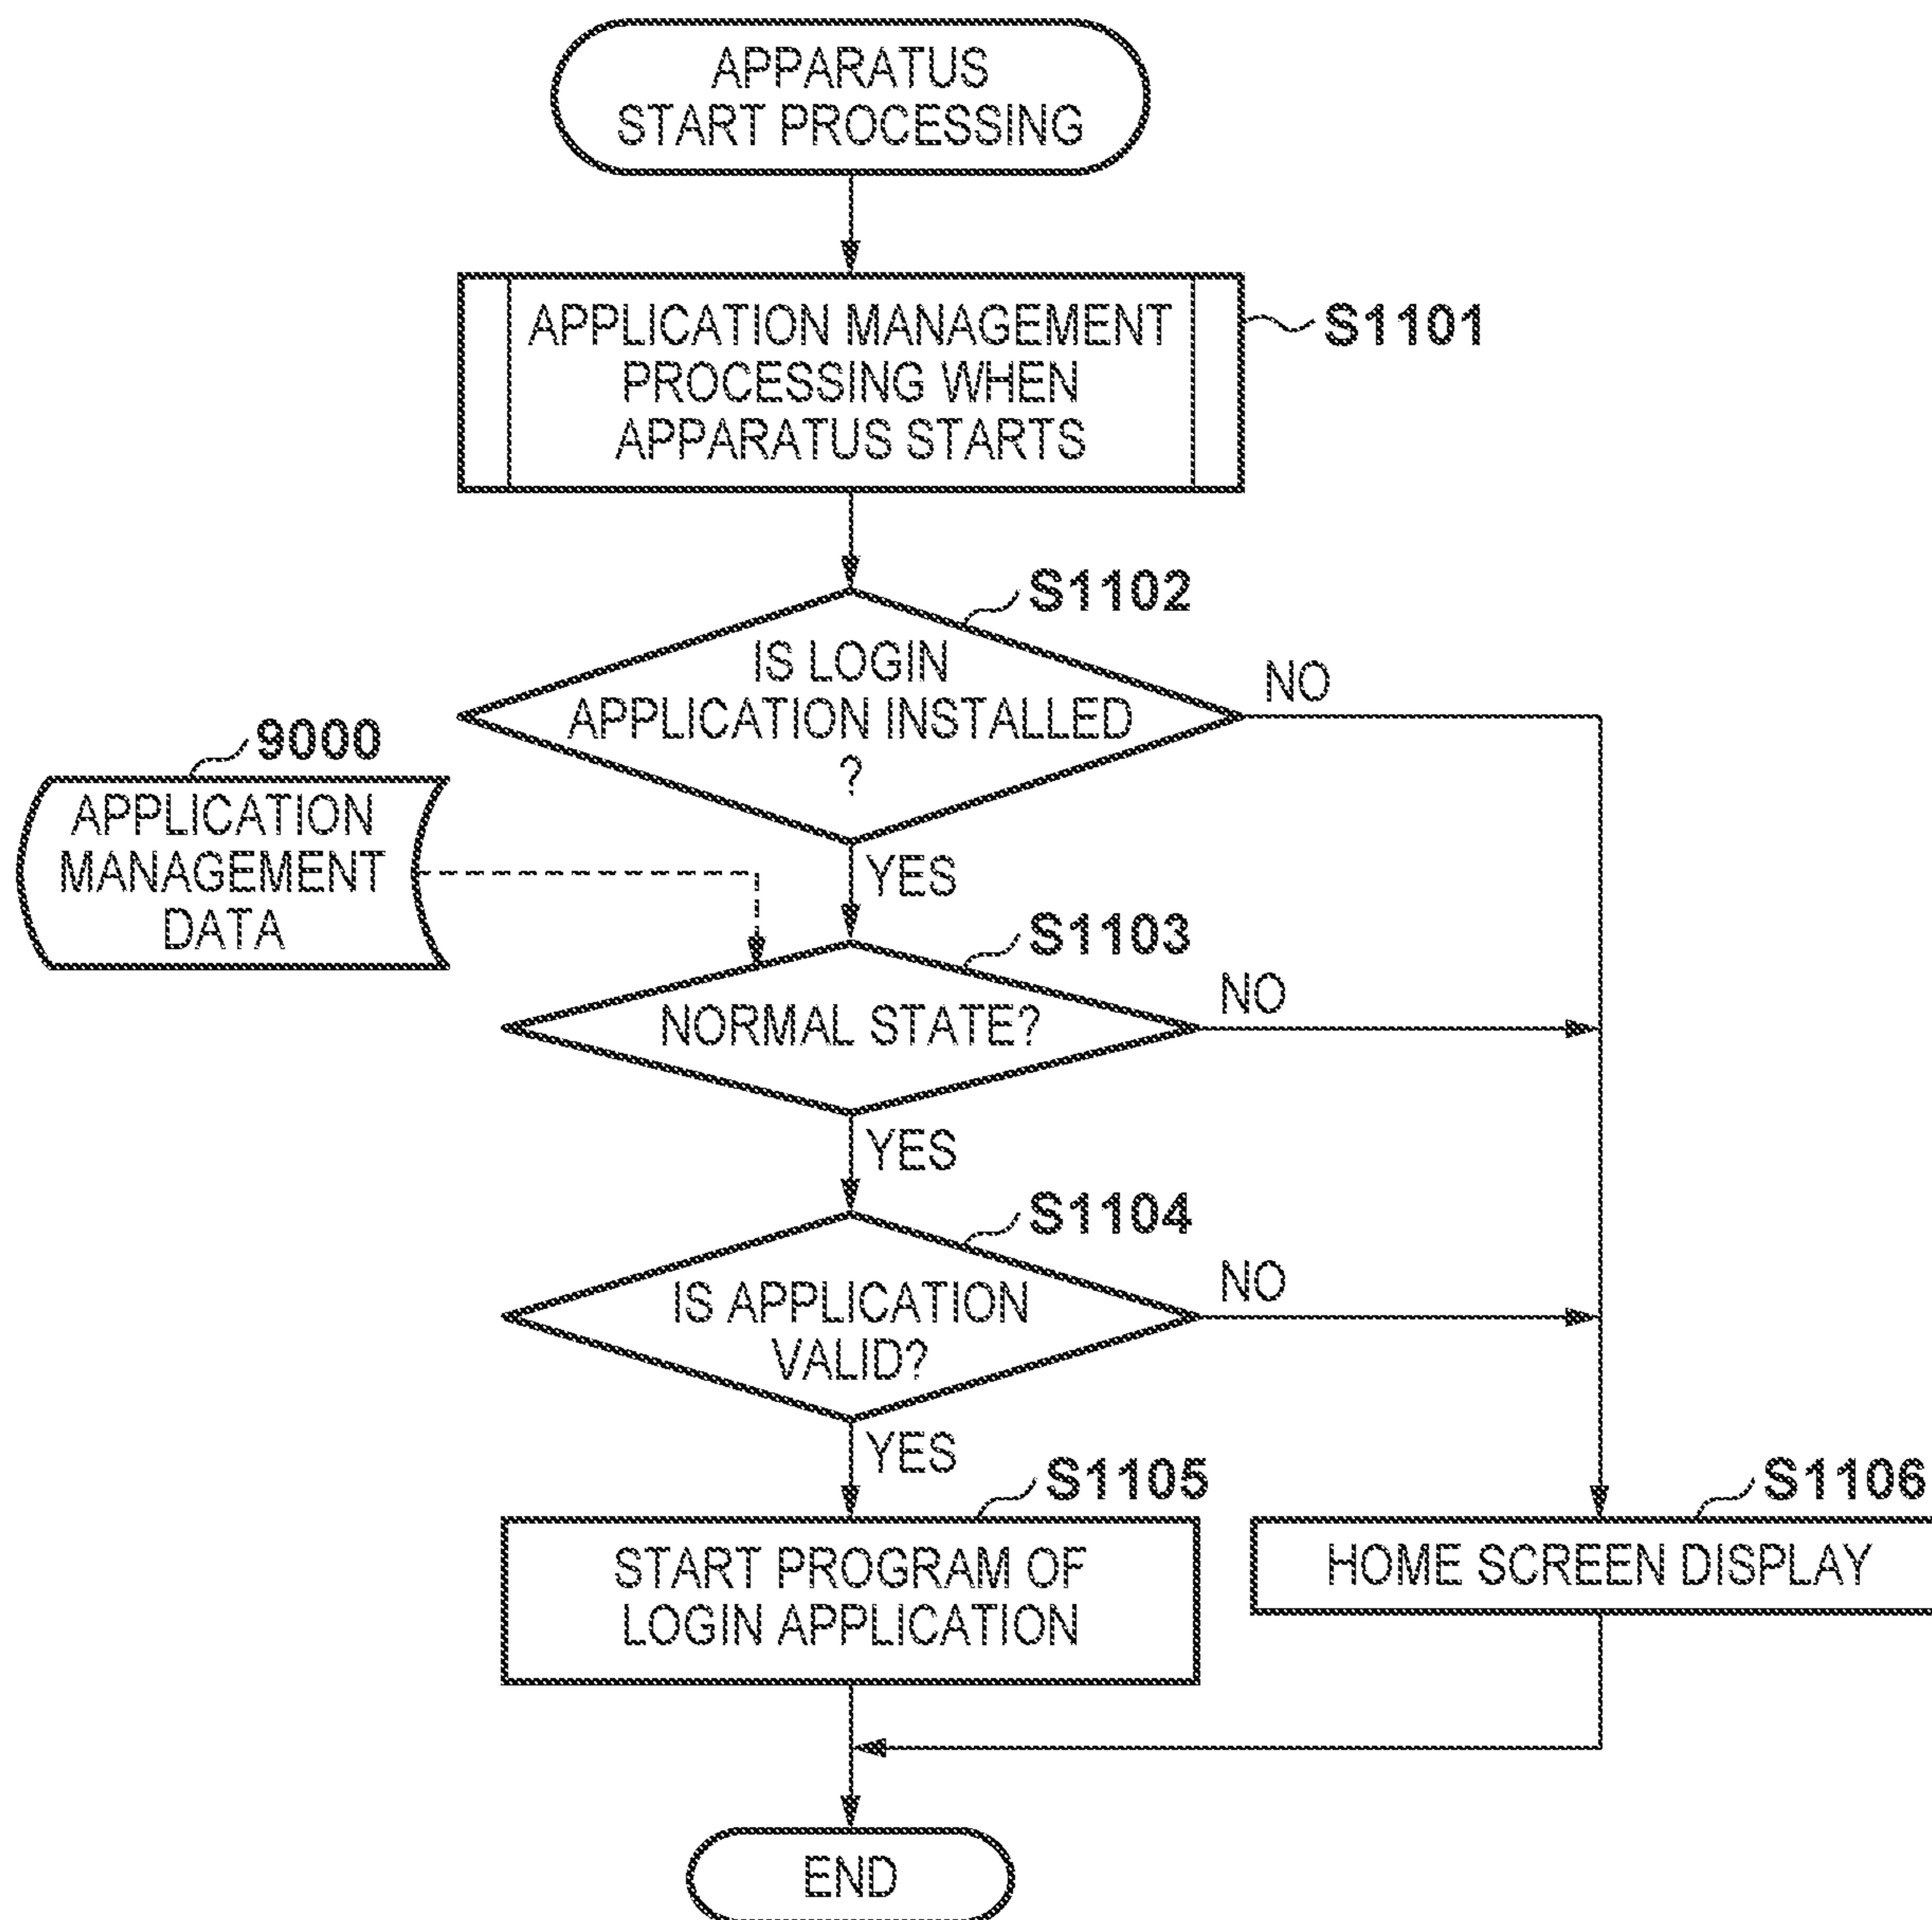 APPARATUS
START PROCESSING
APPLICATION MANAGEMENT
PROCESSING WHEN
APPARATUS STARTS
S1101
S1102
IS LOGIN
APPLICATION INSTALLED
?
NO
9000
APPLICATION
MANAGEMENT
DATA
YES
S1103
NORMAL STATE?
NO
YES
S1104
IS APPLICATION
VALID?
NO
YES
S1105
START PROGRAM OF
LOGIN APPLICATION
S1106
HOME SCREEN DISPLAY
END